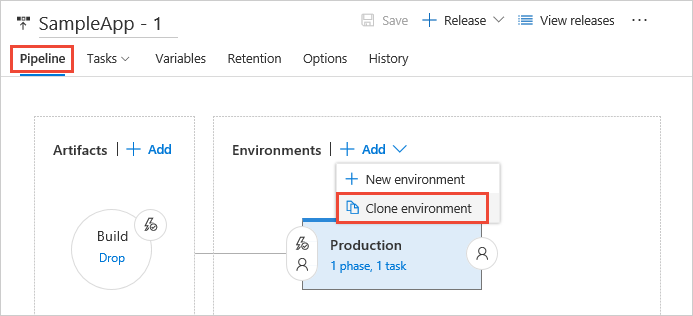 SampleApp - 1
Save
Release
View releases
Pipeline
Tasks
Variables
Retention
Options
History
Artifacts
Add
Environments
Add
New environment
Clone environment
Build
Drop
Production
1 phase, 1 task